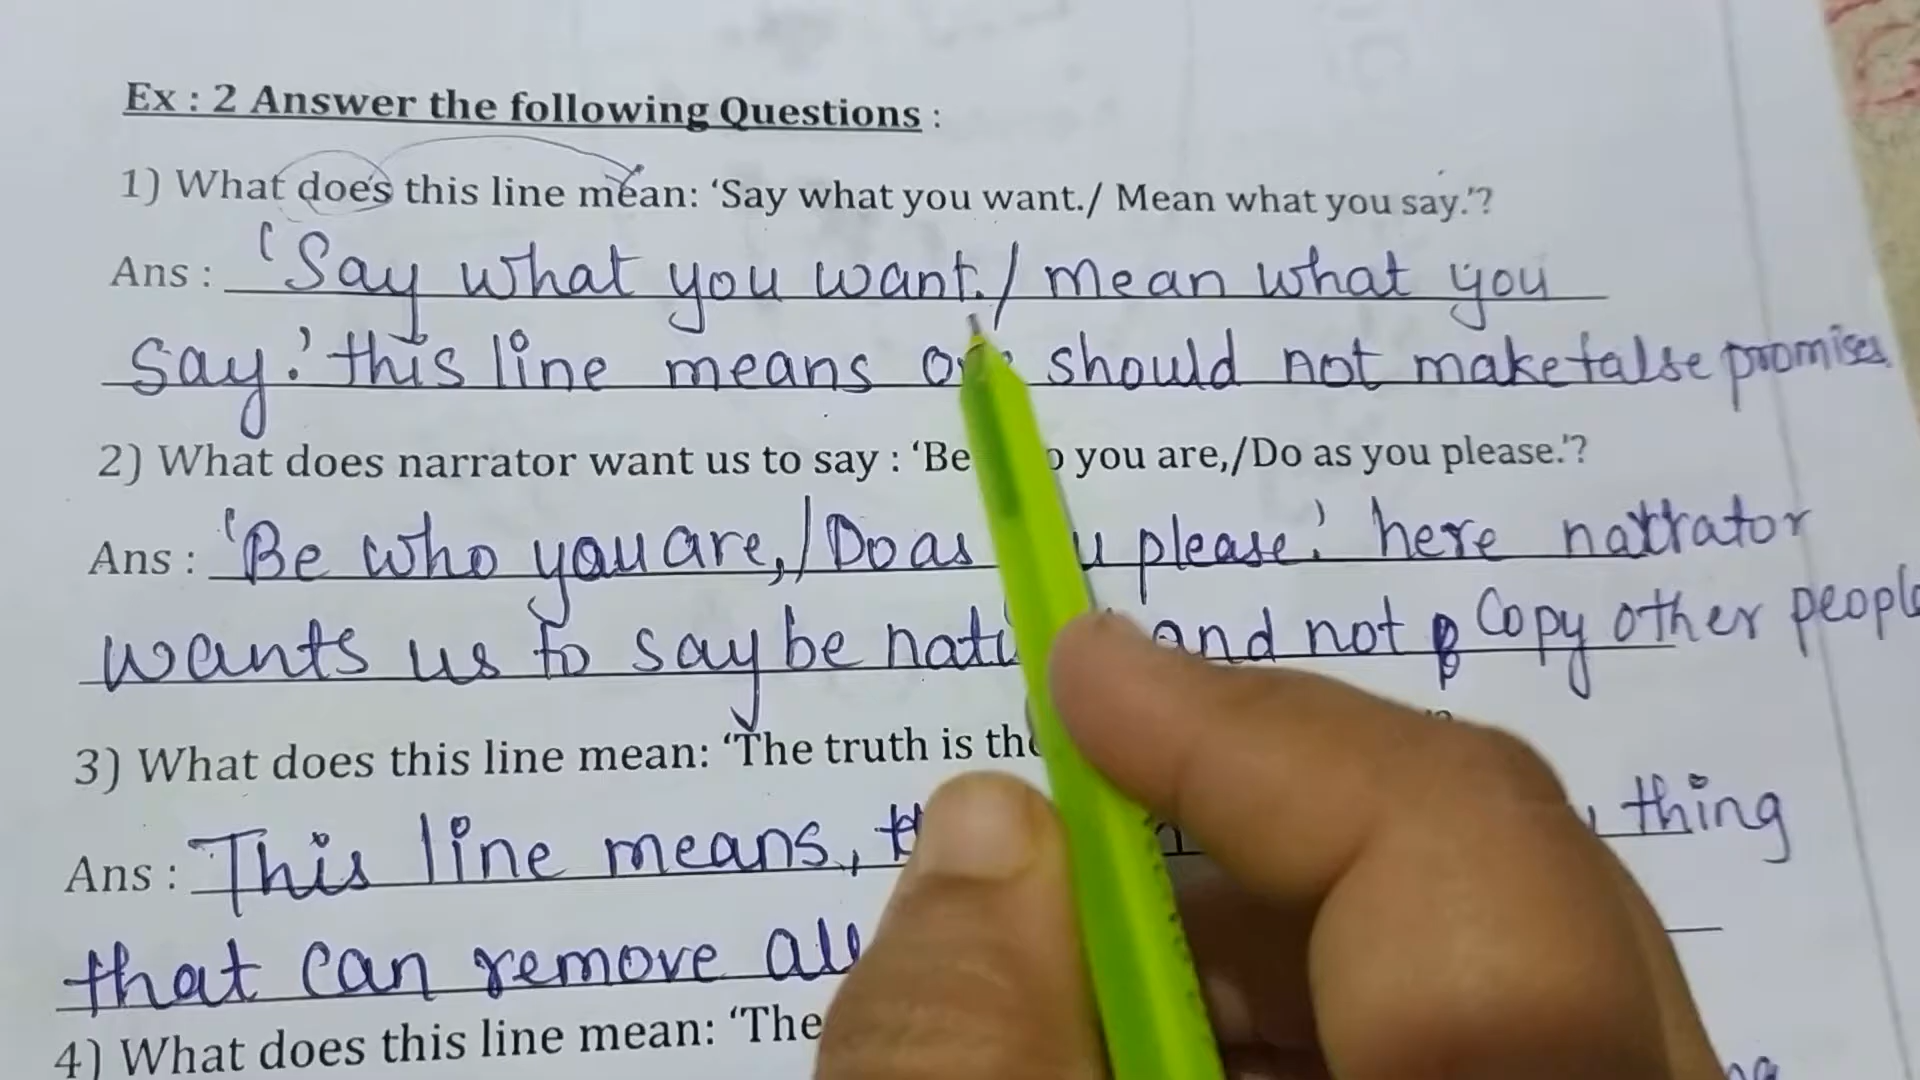 Ex : 2 Answer the following Questions :
1) What does this line mean: ‘Say what you want./ Mean what you say.’?
Ans : ‘Say what you want./ mean what you
say.’ this line means should not make false promises.
2) What does narrator want us to say : ‘Be you are,/Do as you please.’?
Ans : ‘Be who you are,/Do as please.’ here narrator
wants us to say be and not copy other people
3) What does this line mean: ‘The truth is
Ans : This line means, thing
that can remove all
4) What does this line mean: ‘The